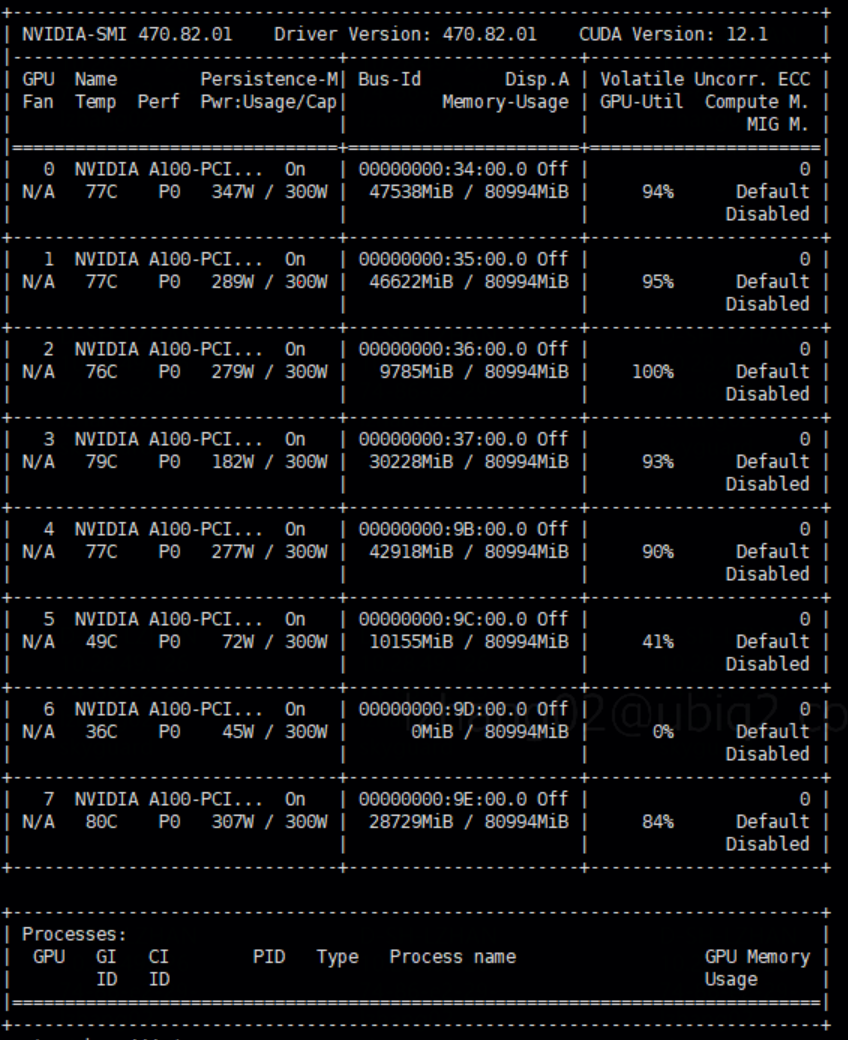 +-----------------------------------------------------------------------------+
| NVIDIA-SMI 470.82.01    Driver Version: 470.82.01    CUDA Version: 12.1     |
|-------------------------------+----------------------+----------------------+
| GPU  Name        Persistence-M| Bus-Id        Disp.A | Volatile Uncorr. ECC |
| Fan  Temp  Perf  Pwr:Usage/Cap|         Memory-Usage | GPU-Util  Compute M. |
|                               |                      |               MIG M. |
|===============================+======================+======================|
|   0  NVIDIA A100-PCI...  On   | 00000000:34:00.0 Off |                    0 |
| N/A   77C    P0   347W / 300W |  47538MiB / 80994MiB |     94%      Default |
|                               |                      |             Disabled |
+-------------------------------+----------------------+----------------------+
|   1  NVIDIA A100-PCI...  On   | 00000000:35:00.0 Off |                    0 |
| N/A   77C    P0   289W / 300W |  46622MiB / 80994MiB |     95%      Default |
|                               |                      |             Disabled |
+-------------------------------+----------------------+----------------------+
|   2  NVIDIA A100-PCI...  On   | 00000000:36:00.0 Off |                    0 |
| N/A   76C    P0   279W / 300W |   9785MiB / 80994MiB |    100%      Default |
|                               |                      |             Disabled |
+-------------------------------+----------------------+----------------------+
|   3  NVIDIA A100-PCI...  On   | 00000000:37:00.0 Off |                    0 |
| N/A   79C    P0   182W / 300W |  30228MiB / 80994MiB |     93%      Default |
|                               |                      |             Disabled |
+-------------------------------+----------------------+----------------------+
|   4  NVIDIA A100-PCI...  On   | 00000000:9B:00.0 Off |                    0 |
| N/A   77C    P0   277W / 300W |  42918MiB / 80994MiB |     90%      Default |
|                               |                      |             Disabled |
+-------------------------------+----------------------+----------------------+
|   5  NVIDIA A100-PCI...  On   | 00000000:9C:00.0 Off |                    0 |
| N/A   49C    P0    72W / 300W |  10155MiB / 80994MiB |     41%      Default |
|                               |                      |             Disabled |
+-------------------------------+----------------------+----------------------+
|   6  NVIDIA A100-PCI...  On   | 00000000:9D:00.0 Off |                    0 |
| N/A   36C    P0    45W / 300W |      0MiB / 80994MiB |      0%      Default |
|                               |                      |             Disabled |
+-------------------------------+----------------------+----------------------+
|   7  NVIDIA A100-PCI...  On   | 00000000:9E:00.0 Off |                    0 |
| N/A   80C    P0   307W / 300W |  28729MiB / 80994MiB |     84%      Default |
|                               |                      |             Disabled |
+-------------------------------+----------------------+----------------------+

+-----------------------------------------------------------------------------+
| Processes:                                                                  |
|  GPU   GI   CI        PID   Type   Process name                  GPU Memory |
|        ID   ID                                                   Usage      |
|=============================================================================|
+-----------------------------------------------------------------------------+